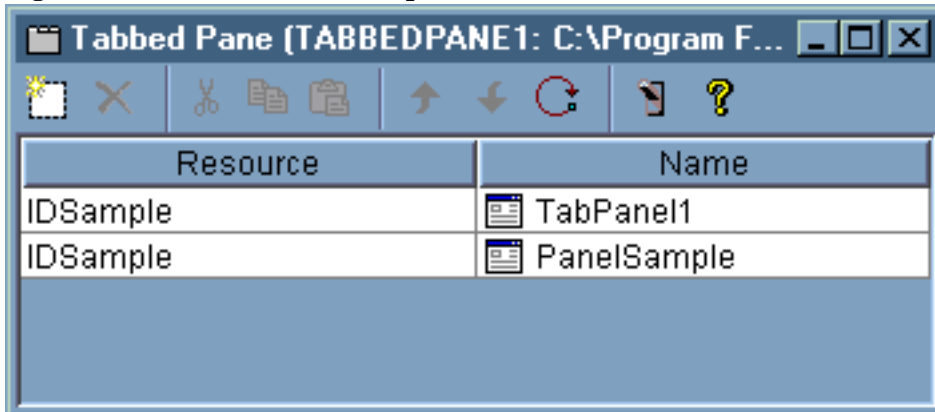 Tabbed Pane (TABBEDPANE1: C:\Program F...
Resource Name
IDSample TabPanel1
IDSample PanelSample